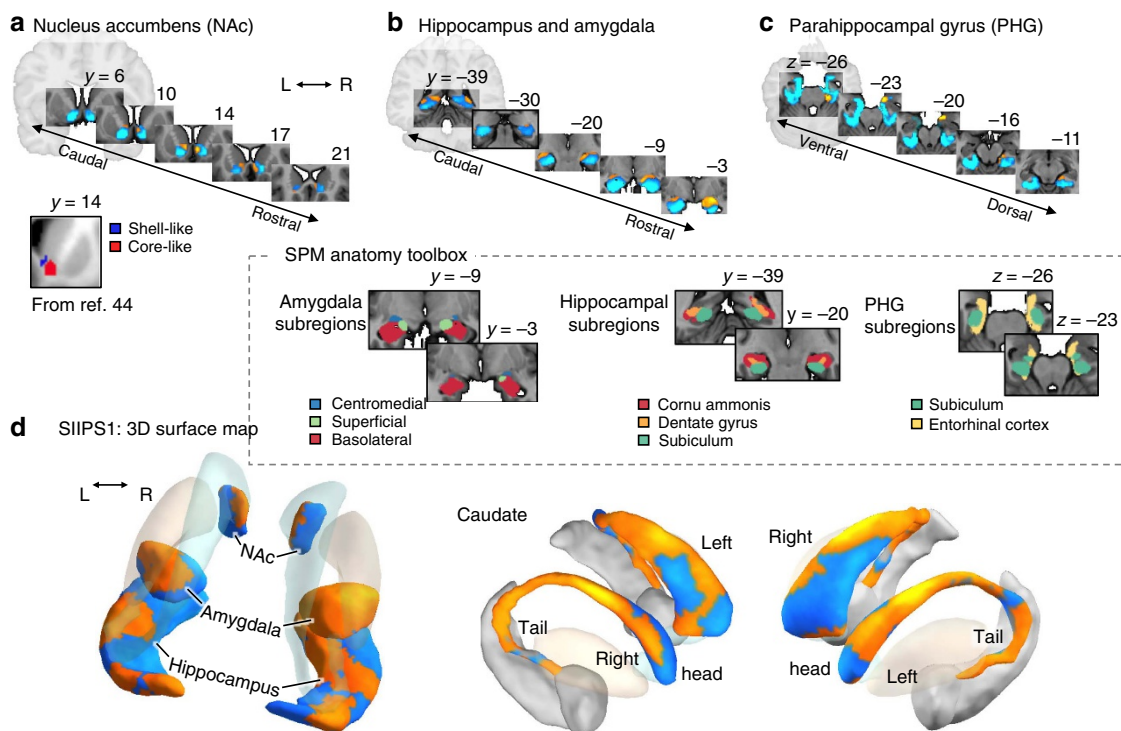 a Nucleus accumbens (NAc)
y = 6
10
14
17
21
L R
Caudal
Rostral
y = 14
Shell-like
Core-like
From ref. 44
b Hippocampus and amygdala
y = −39
−30
−20
−9
−3
Caudal
Rostral
c Parahippocampal gyrus (PHG)
z = −26
−23
−20
−16
−11
Ventral
Dorsal
SPM anatomy toolbox
Amygdala
subregions
y = −9
y = −3
Centromedial
Superficial
Basolateral
Hippocampal
subregions
y = −39
y = −20
Cornu ammonis
Dentate gyrus
Subiculum
PHG
subregions
z = −26
z = −23
Subiculum
Entorhinal cortex
d SIIPS1: 3D surface map
L R
NAc
Amygdala
Hippocampus
Caudate
Left
Tail
Right
head
Right
Tail
head
Left